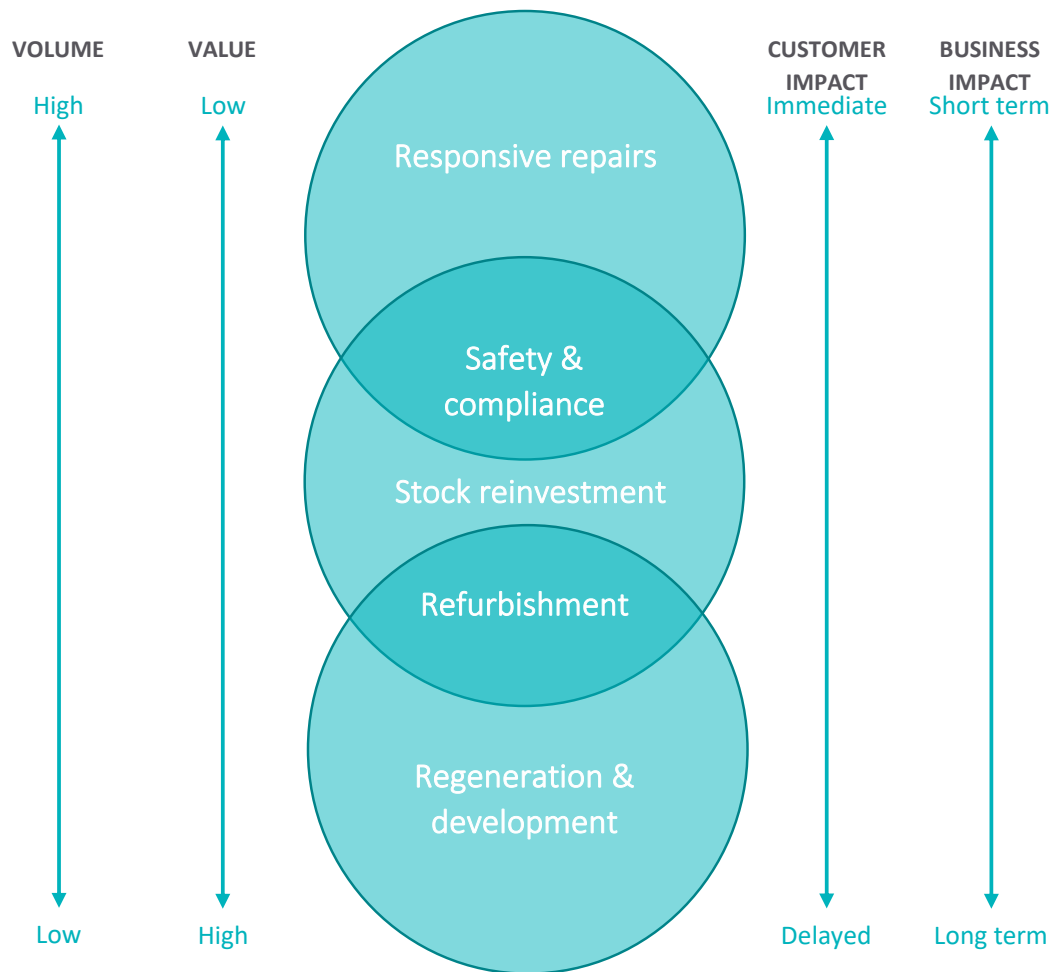 VOLUME
VALUE
CUSTOMER
IMPACT
BUSINESS
IMPACT
High
Low
Immediate
Short term
Responsive repairs
Safety &
compliance
Stock reinvestment
Refurbishment
Regeneration &
development
Low
High
Delayed
Long term